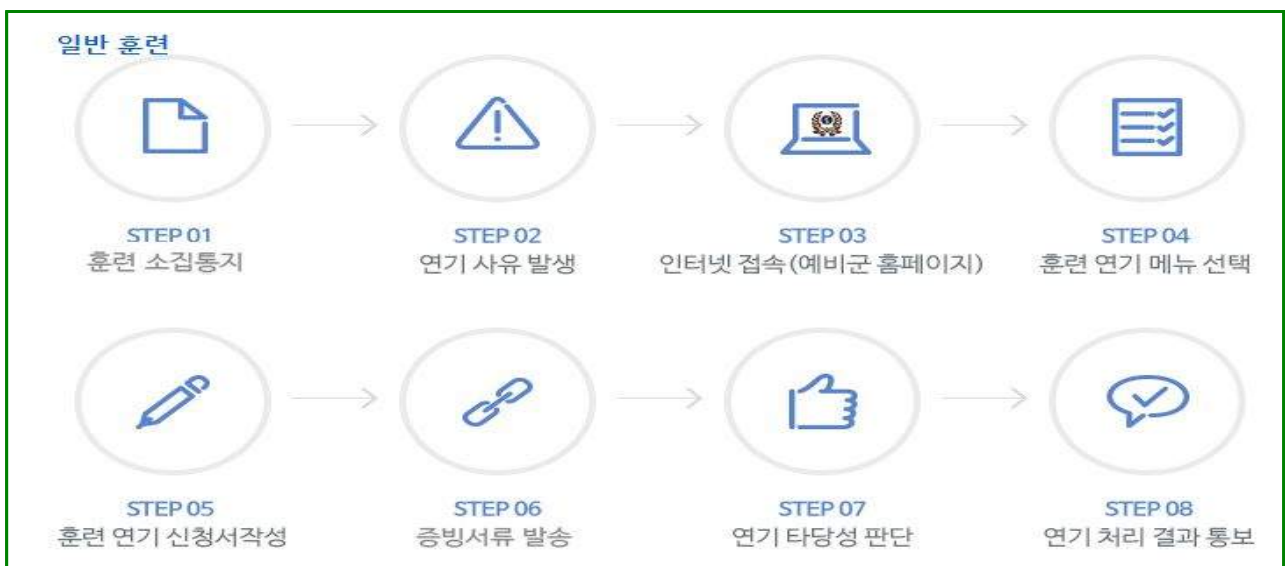 일반 훈련
STEP 01
훈련 소집통지
STEP 02
연기 사유 발생
STEP 03
인터넷 접속(예비군 홈페이지)
STEP 04
훈련 연기 메뉴 선택
STEP 05
훈련 연기 신청서작성
STEP 06
증빙서류 발송
STEP 07
연기 타당성 판단
STEP 08
연기 처리 결과 통보